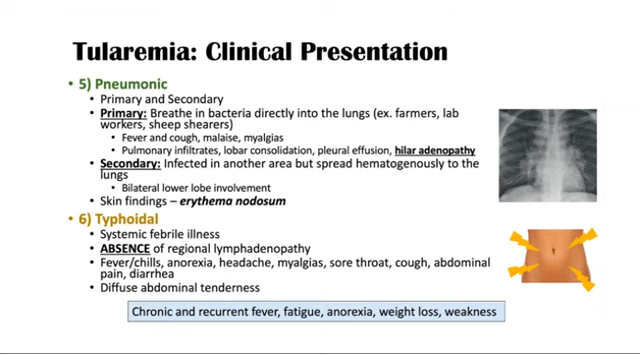 Tularemia: Clinical Presentation
• 5) Pneumonic
• Primary and Secondary
• Primary: Breathe in bacteria directly into the lungs (ex. farmers, lab
workers, sheep shearers)
• Fever and cough, malaise, myalgias
• Pulmonary infiltrates, lobar consolidation, pleural effusion, hilar adenopathy
• Secondary: Infected in another area but spread hematogenously to the
lungs
• Bilateral lower lobe involvement
• Skin findings – erythema nodosum
• 6) Typhoidal
• Systemic febrile illness
• ABSENCE of regional lymphadenopathy
• Fever/chills, anorexia, headache, myalgias, sore throat, cough, abdominal
pain, diarrhea
• Diffuse abdominal tenderness
Chronic and recurrent fever, fatigue, anorexia, weight loss, weakness